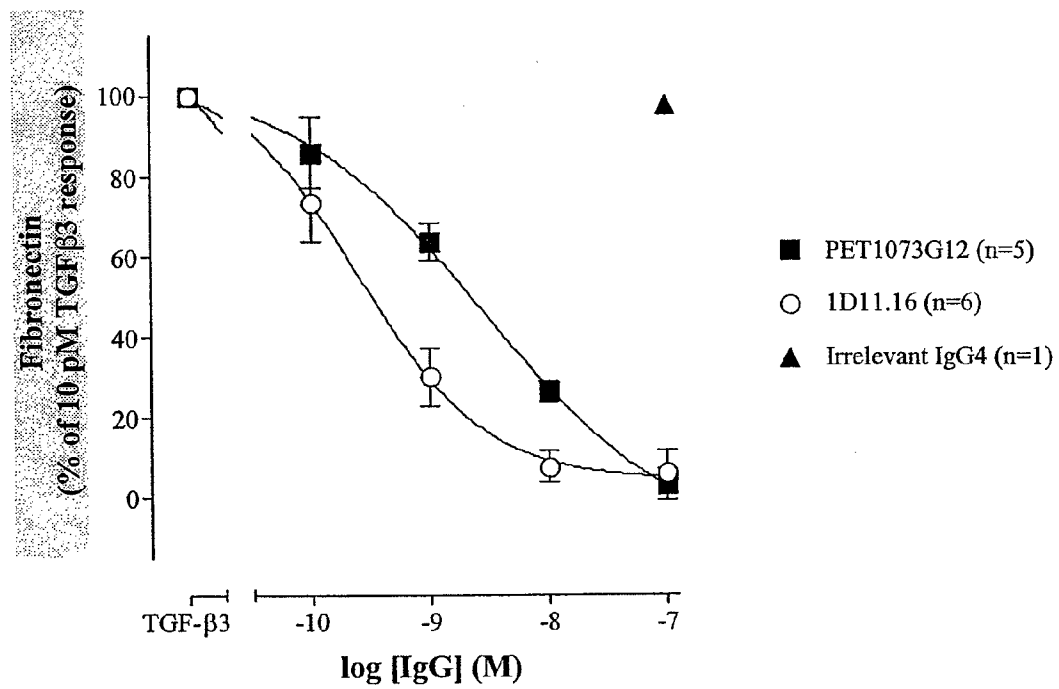 Fibronectin
(% of 10 pM TGFβ3 response)
100
80
60
40
20
0
PET1073G12 (n=5)
1D11.16 (n=6)
Irrelevant IgG4 (n=1)
TGF-β3
-10
-9
-8
-7
log [IgG] (M)